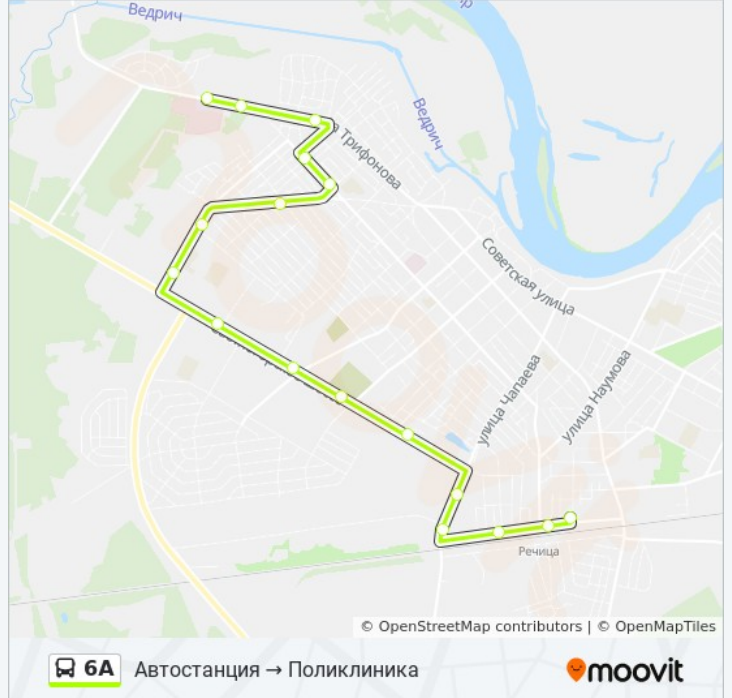 Ведрич
Ведрич
Трифонова
Советская улица
улица Чапаева
улица Наумова
Речица
© OpenStreetMap contributors | © OpenMapTiles
6А Автостанция → Поликлиника
moovit